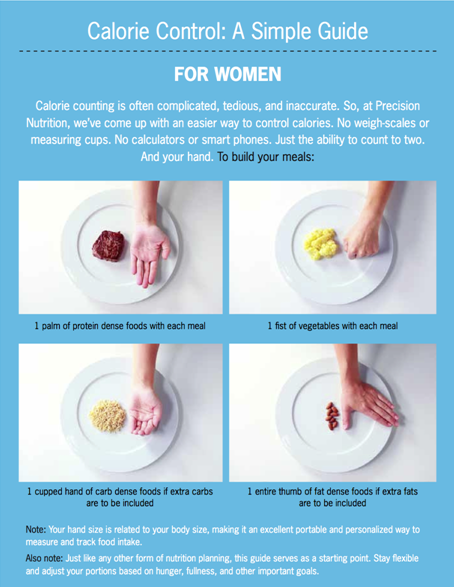 Calorie Control: A Simple Guide
FOR WOMEN
Calorie counting is often complicated, tedious, and inaccurate. So, at Precision
Nutrition, we've come up with an easier way to control calories. No weigh-scales or
measuring cups. No calculators or smart phones. Just the ability to count to two.
And your hand. To build your meals:
1 palm of protein dense foods with each meal
1 fist of vegetables with each meal
1 cupped hand of carb dense foods if extra carbs
are to be included
1 entire thumb of fat dense foods if extra fats
are to be included
Note: Your hand size is related to your body size, making it an excellent portable and personalized way to
measure and track food intake.
Also note: Just like any other form of nutrition planning, this guide serves as a starting point. Stay flexible
and adjust your portions based on hunger, fullness, and other important goals.